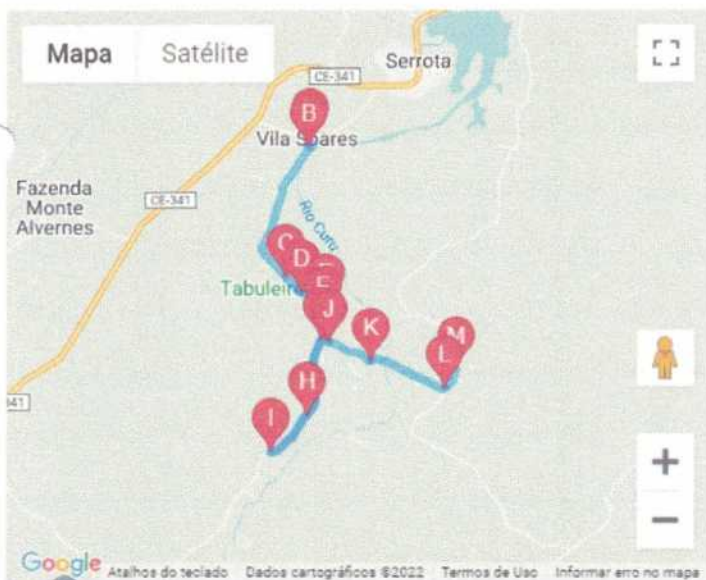 Mapa Satélite
Serrota
CE-341
B
Vila Soares
Fazenda
Monte
Alvernes
CE-341
Rio Curu
C
D
E
Tabuleiro
J
K
M
L
H
I
341
Google
Atalhos do teclado Dados cartográficos ©2022 Termos de Uso Informar erro no mapa